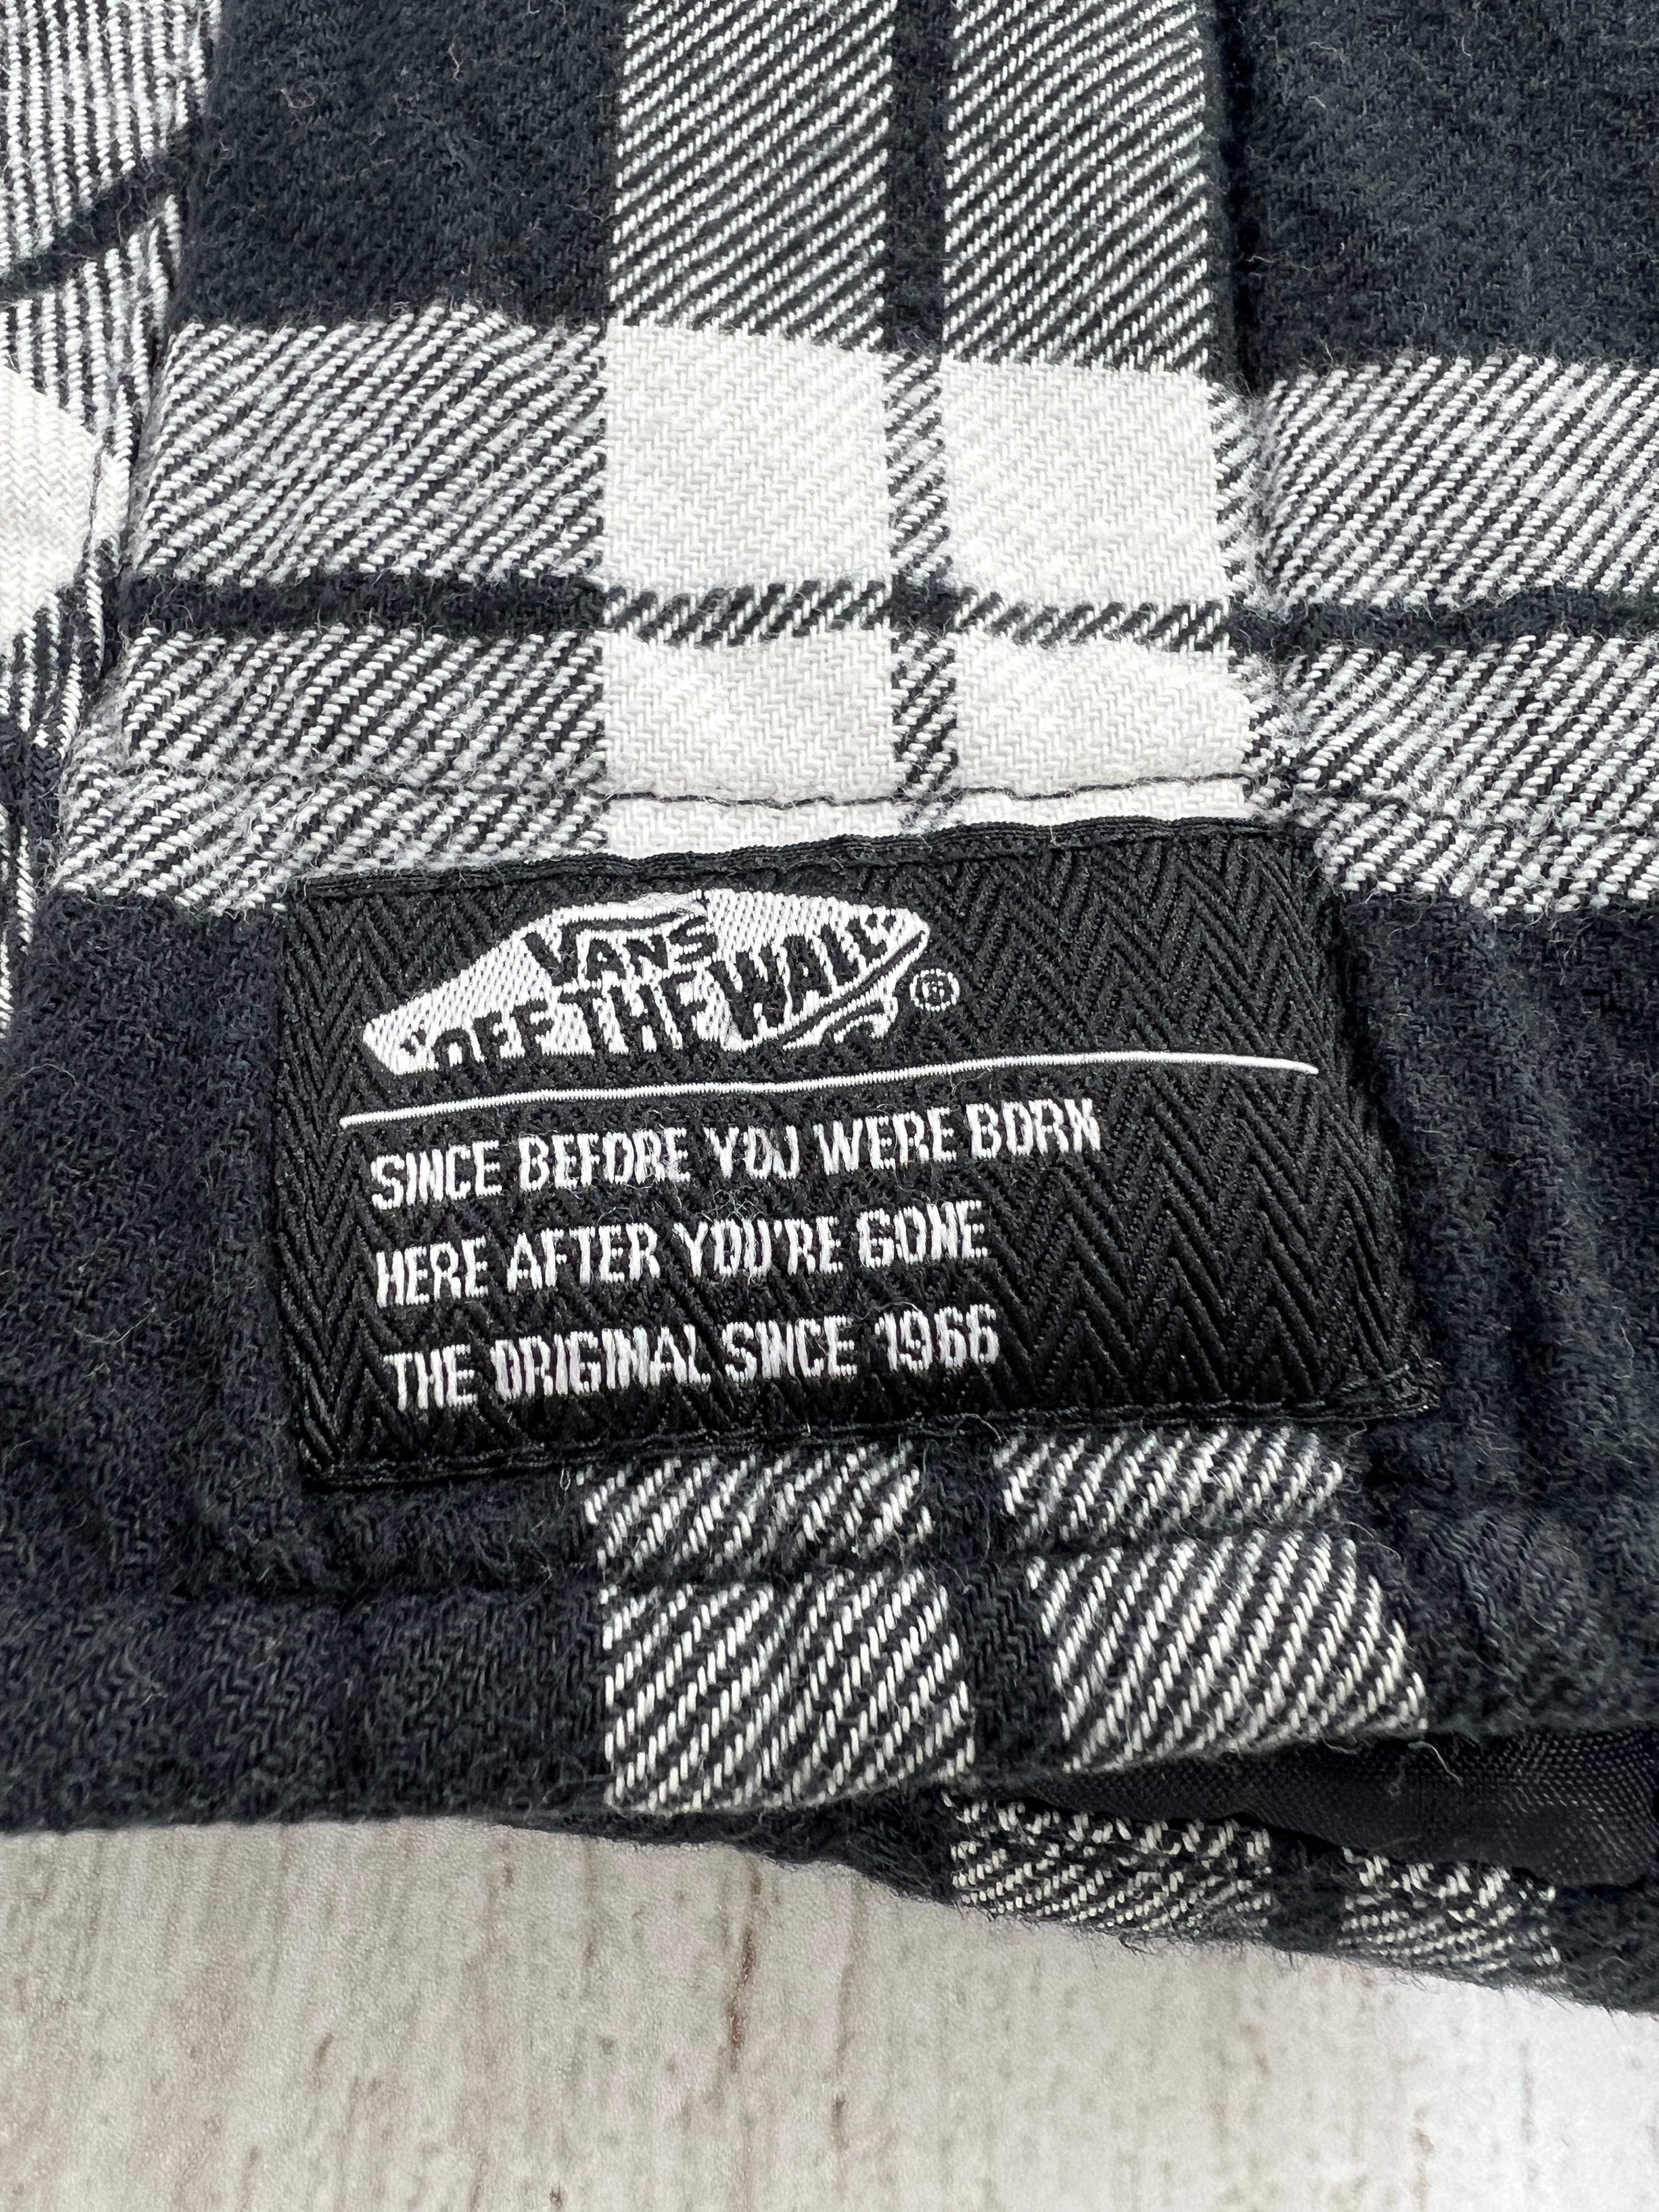 VANS
"OFF THE WALL"
®
SINCE BEFORE YOU WERE BORN
HERE AFTER YOU'RE GONE
THE ORIGINAL SINCE 1966